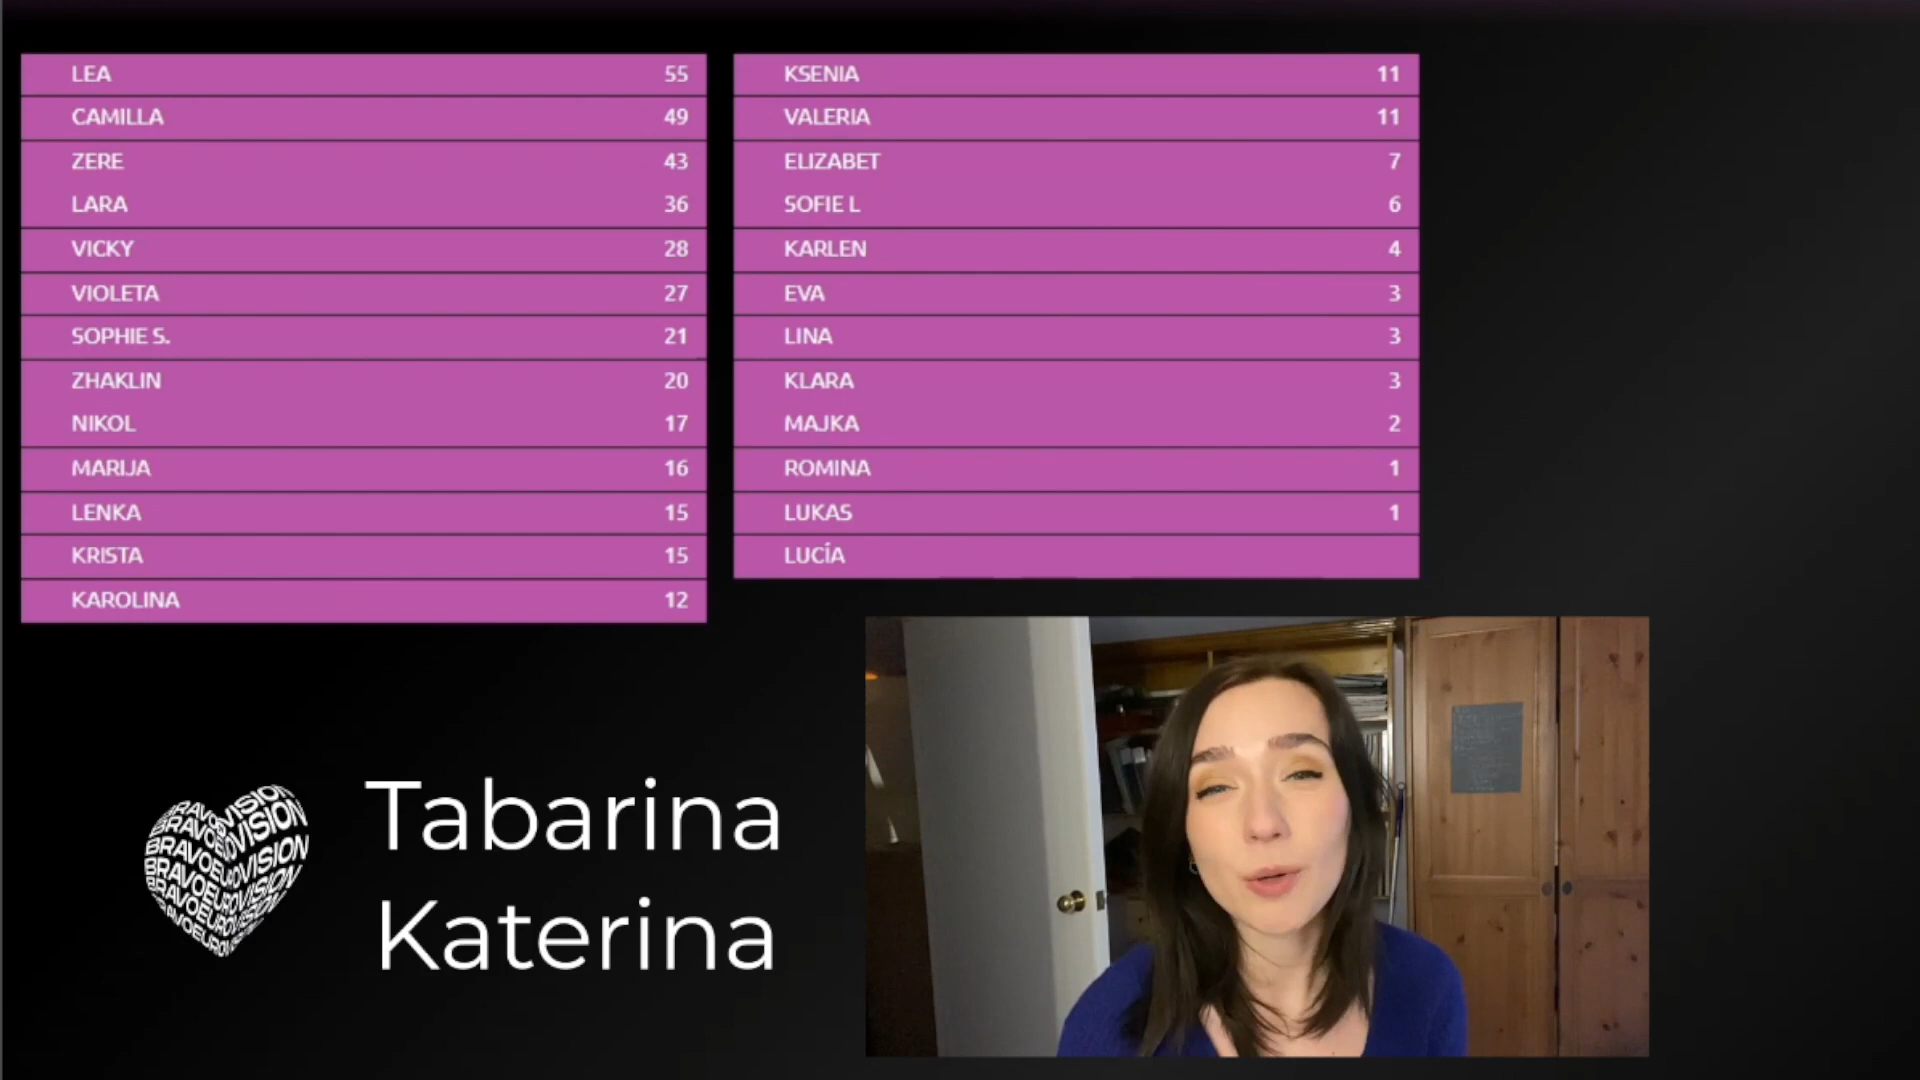 LEA 55
CAMILLA 49
ZERE 43
LARA 36
VICKY 28
VIOLETA 27
SOPHIE S. 21
ZHAKLIN 20
NIKOL 17
MARIJA 16
LENKA 15
KRISTA 15
KAROLINA 12
KSENIA 11
VALERIA 11
ELIZABET 7
SOFIE L 6
KARLEN 4
EVA 3
LINA 3
KLARA 3
MAJKA 2
ROMINA 1
LUKAS 1
LUCÍA
BRAVOEUROVISION
Tabarina
Katerina